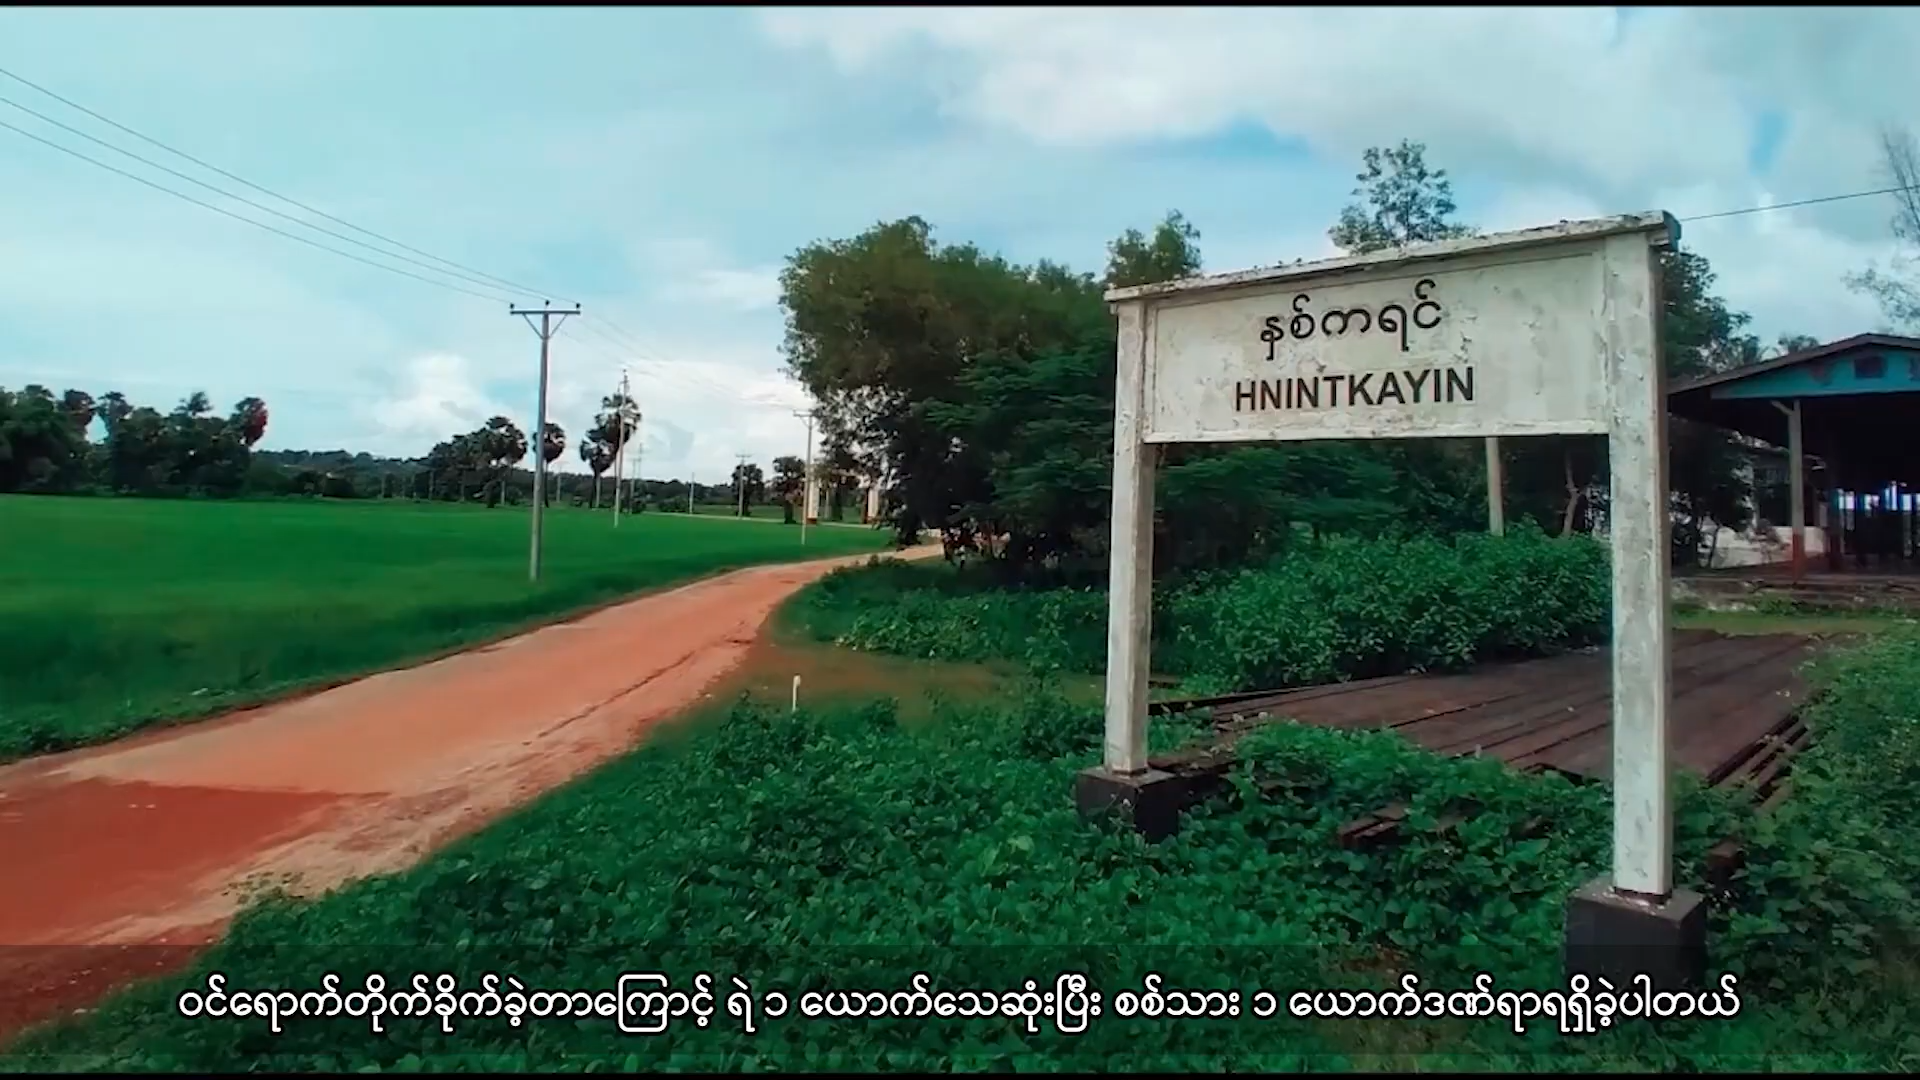 နှစ်ကရင်
HNINTKAYIN
ဝင်ရောက်တိုက်ခိုက်ခဲ့တာကြောင့် ရဲ ၁ ယောက်သေဆုံးပြီး စစ်သား ၁ ယောက်ဒဏ်ရာရရှိခဲ့ပါတယ်